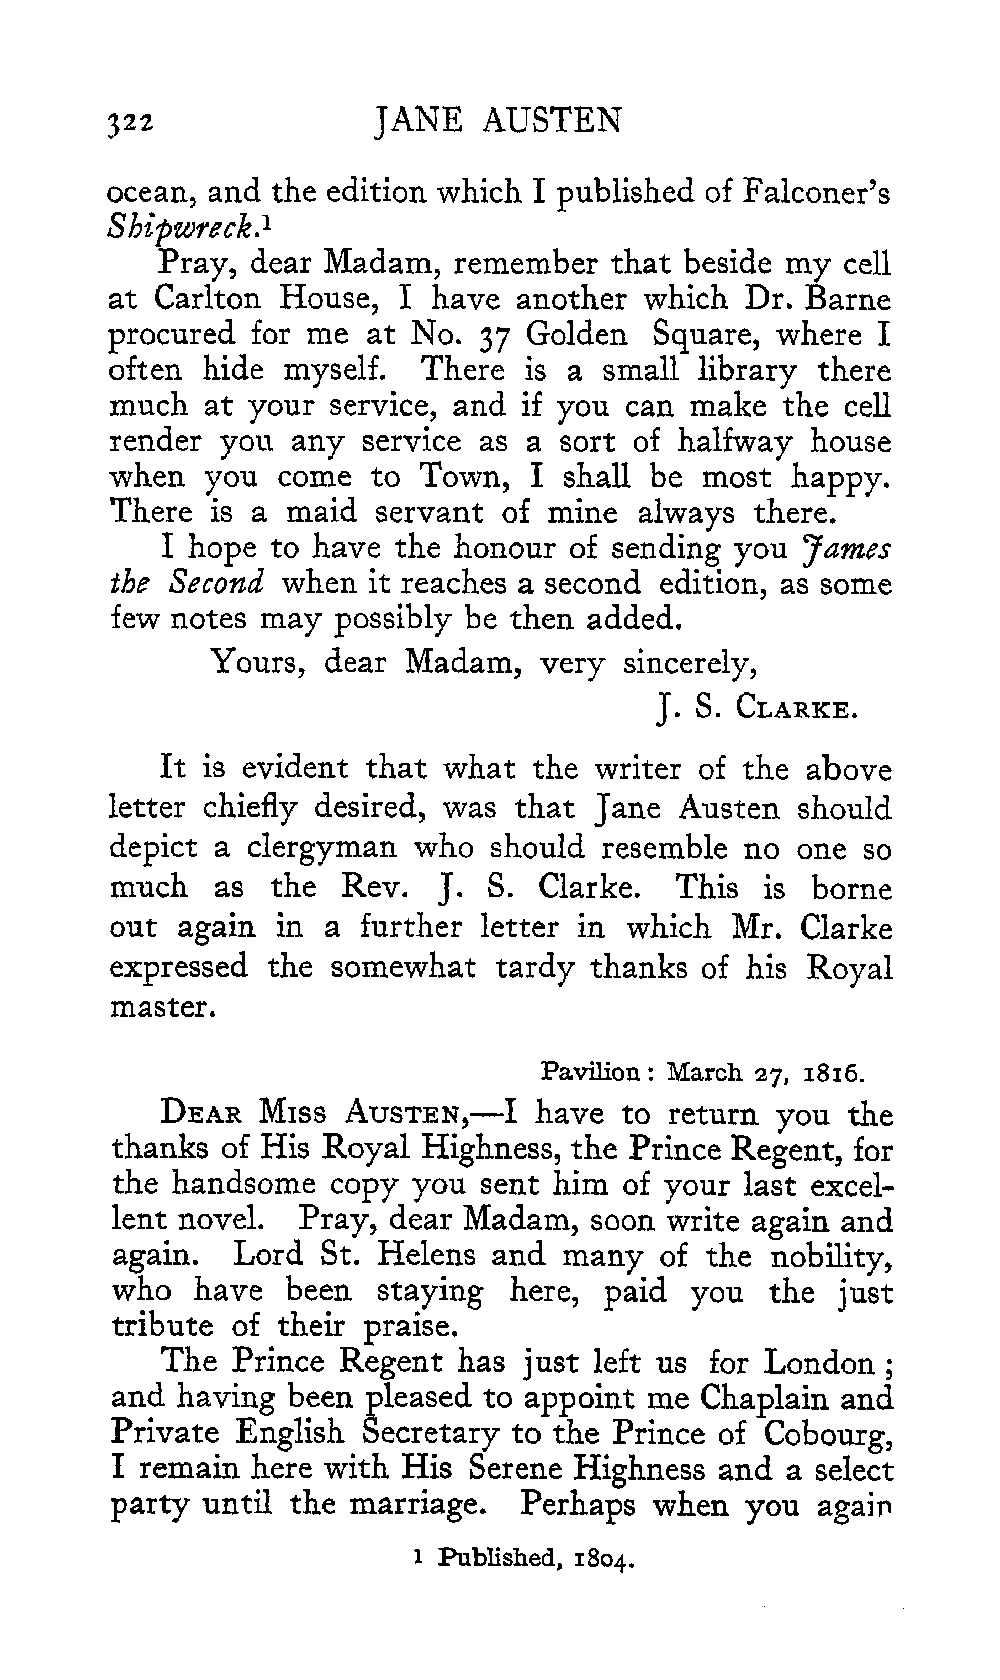 322 JANE AUSTEN
ocean, and the edition which I published of Falconer's
Shipwreck.¹
Pray, dear Madam, remember that beside my cell
at Carlton House, I have another which Dr. Barne
procured for me at No. 37 Golden Square, where I
often hide myself. There is a small library there
much at your service, and if you can make the cell
render you any service as a sort of halfway house
when you come to Town, I shall be most happy.
There is a maid servant of mine always there.
I hope to have the honour of sending you James
the Second when it reaches a second edition, as some
few notes may possibly be then added.
Yours, dear Madam, very sincerely,
J. S. CLARKE.
It is evident that what the writer of the above
letter chiefly desired, was that Jane Austen should
depict a clergyman who should resemble no one so
much as the Rev. J. S. Clarke. This is borne
out again in a further letter in which Mr. Clarke
expressed the somewhat tardy thanks of his Royal
master.
Pavilion: March 27, 1816.
DEAR MISS AUSTEN,—I have to return you the
thanks of His Royal Highness, the Prince Regent, for
the handsome copy you sent him of your last excel-
lent novel. Pray, dear Madam, soon write again and
again. Lord St. Helens and many of the nobility,
who have been staying here, paid you the just
tribute of their praise.
The Prince Regent has just left us for London;
and having been pleased to appoint me Chaplain and
Private English Secretary to the Prince of Cobourg,
I remain here with His Serene Highness and a select
party until the marriage. Perhaps when you again
1 Published, 1804.